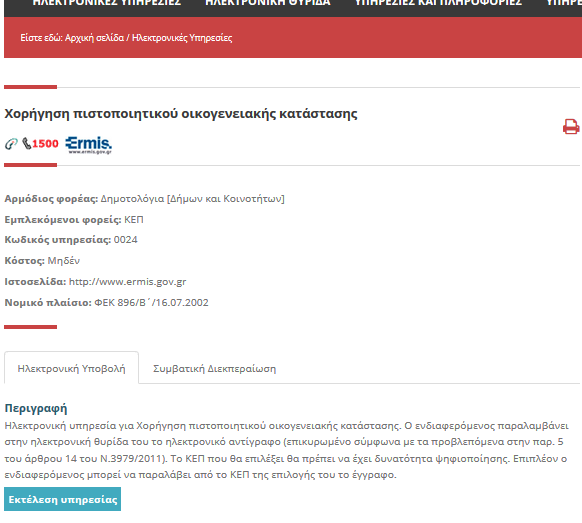 ΗΛΕΚΤΡΟΝΙΚΕΣ ΥΠΗΡΕΣΙΕΣ ΗΛΕΚΤΡΟΝΙΚΗ ΘΥΡΙΔΑ ΥΠΗΡΕΣΙΕΣ ΚΑΙ ΠΛΗΡΟΦΟΡΙΕΣ ΥΠΗΡΕ
Είστε εδώ: Αρχική σελίδα / Ηλεκτρονικές Υπηρεσίες
Χορήγηση πιστοποιητικού οικογενειακής κατάστασης
1500 Ermis.
www.ermis.gov.gr
Αρμόδιος φορέας: Δημοτολόγια [Δήμων και Κοινοτήτων]
Εμπλεκόμενοι φορείς: ΚΕΠ
Κωδικός υπηρεσίας: 0024
Κόστος: Μηδέν
Ιστοσελίδα: http://www.ermis.gov.gr
Νομικό πλαίσιο: ΦΕΚ 896/Β΄/16.07.2002
Ηλεκτρονική Υποβολή Συμβατική Διεκπεραίωση
Περιγραφή
Ηλεκτρονική υπηρεσία για Χορήγηση πιστοποιητικού οικογενειακής κατάστασης. Ο ενδιαφερόμενος παραλαμβάνει
στην ηλεκτρονική θυρίδα του το ηλεκτρονικό αντίγραφο (επικυρωμένο σύμφωνα με τα προβλεπόμενα στην παρ. 5
του άρθρου 14 του Ν.3979/2011). Το ΚΕΠ που θα επιλέξει θα πρέπει να έχει δυνατότητα ψηφιοποίησης. Επιπλέον ο
ενδιαφερόμενος μπορεί να παραλάβει από το ΚΕΠ της επιλογής του το έγγραφο.
Εκτέλεση υπηρεσίας